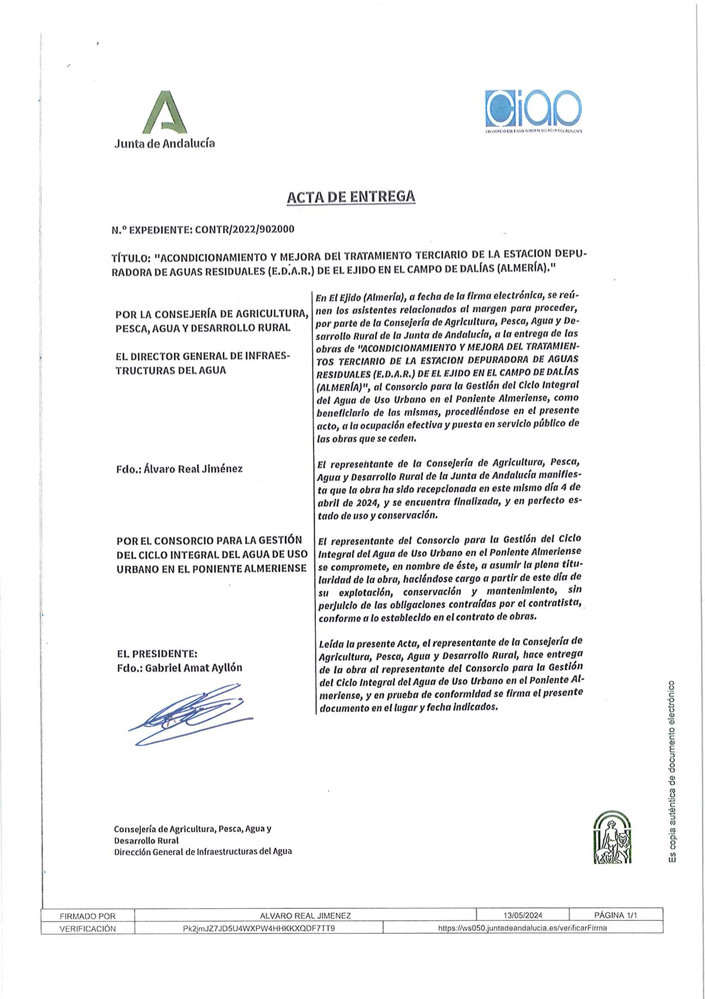 Junta de Andalucía
ciap
CONSORCIO DEL CICLO INTEGRAL DEL AGUA DEL PONIENTE
ACTA DE ENTREGA
N.º EXPEDIENTE: CONTR/2022/902000
TÍTULO: "ACONDICIONAMIENTO Y MEJORA DEl TRATAMIENTO TERCIARIO DE LA ESTACION DEPU-
RADORA DE AGUAS RESIDUALES (E.D.A.R.) DE EL EJIDO EN EL CAMPO DE DALÍAS (ALMERÍA)."
POR LA CONSEJERÍA DE AGRICULTURA,
PESCA, AGUA Y DESARROLLO RURAL
EL DIRECTOR GENERAL DE INFRAES-
TRUCTURAS DEL AGUA
Fdo.: Álvaro Real Jiménez
POR EL CONSORCIO PARA LA GESTIÓN
DEL CICLO INTEGRAL DEL AGUA DE USO
URBANO EN EL PONIENTE ALMERIENSE
EL PRESIDENTE:
Fdo.: Gabriel Amat Ayllón
En El Ejido (Almería), a fecha de la firma electrónica, se reú-
nen los asistentes relacionados al margen para proceder,
por parte de la Consejería de Agricultura, Pesca, Agua y De-
sarrollo Rural de la Junta de Andalucía, a la entrega de las
obras de "ACONDICIONAMIENTO Y MEJORA DEL TRATAMIEN-
TOS TERCIARIO DE LA ESTACION DEPURADORA DE AGUAS
RESIDUALES (E.D.A.R.) DE EL EJIDO EN EL CAMPO DE DALÍAS
(ALMERÍA)", al Consorcio para la Gestión del Ciclo Integral
del Agua de Uso Urbano en el Poniente Almeriense, como
beneficiario de las mismas, procediéndose en el presente
acto, a la ocupación efectiva y puesta en servicio público de
las obras que se ceden.
El representante de la Consejería de Agricultura, Pesca,
Agua y Desarrollo Rural de la Junta de Andalucía manifies-
ta que la obra ha sido recepcionada en este mismo día 4 de
abril de 2024, y se encuentra finalizada, y en perfecto es-
tado de uso y conservación.
El representante del Consorcio para la Gestión del Ciclo
Integral del Agua de Uso Urbano en el Poniente Almeriense
se compromete, en nombre de éste, a asumir la plena titu-
laridad de la obra, haciéndose cargo a partir de este día de
su explotación, conservación y mantenimiento, sin
perjuicio de las obligaciones contraídas por el contratista,
conforme a lo establecido en el contrato de obras.
Leída la presente Acta, el representante de la Consejería de
Agricultura, Pesca, Agua y Desarrollo Rural, hace entrega
de la obra al representante del Consorcio para la Gestión
del Ciclo Integral del Agua de Uso Urbano en el Poniente Al-
meriense, y en prueba de conformidad se firma el presente
documento en el lugar y fecha indicados.
Consejería de Agricultura, Pesca, Agua y
Desarrollo Rural
Dirección General de Infraestructuras del Agua
Es copia auténtica de documento electrónico
FIRMADO POR ALVARO REAL JIMENEZ 13/05/2024 PÁGINA 1/1
VERIFICACIÓN Pk2jmJZ7JD5U4WXPW4HHKKXQDF7TT9 https://ws050.juntadeandalucia.es/verificarFirma